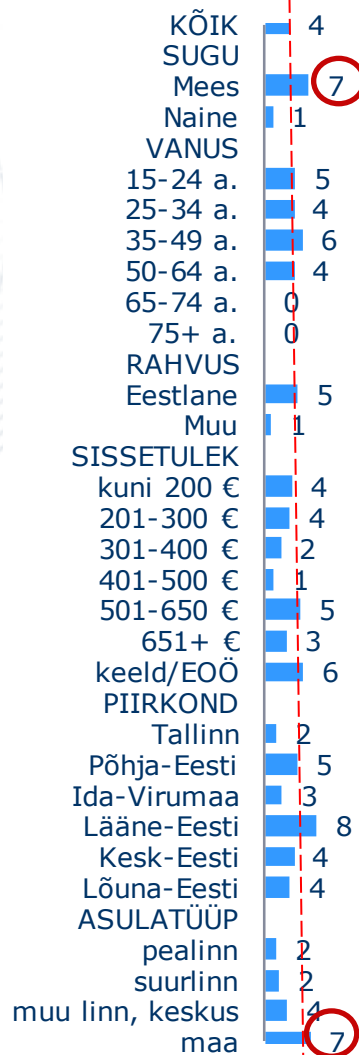 KÕIK 4
SUGU
Mees 7
Naine 1
VANUS
15-24 a. 5
25-34 a. 4
35-49 a. 6
50-64 a. 4
65-74 a. 0
75+ a. 0
RAHVUS
Eestlane 5
Muu 1
SISSETULEK
kuni 200 € 4
201-300 € 4
301-400 € 2
401-500 € 1
501-650 € 5
651+ € 3
keeld/EOÖ 6
PIIRKOND
Tallinn 2
Põhja-Eesti 5
Ida-Virumaa 3
Lääne-Eesti 8
Kesk-Eesti 4
Lõuna-Eesti 4
ASULATÜÜP
pealinn 2
suurlinn 2
muu linn, keskus 4
maa 7